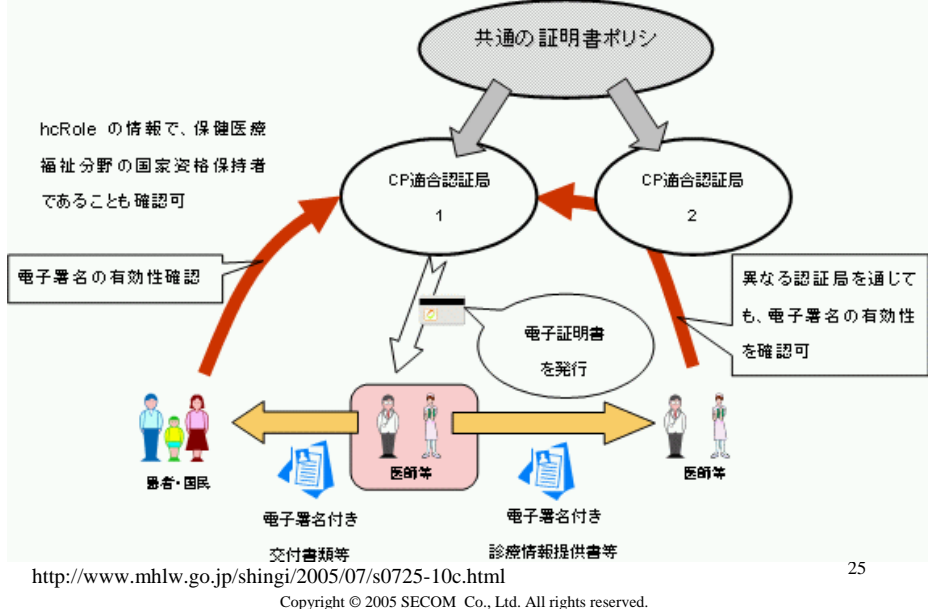 共通の証明書ポリシ
hcRole の情報で、保健医療
福祉分野の国家資格保持者
であることも確認可
CP適合認証局
1
CP適合認証局
2
電子署名の有効性確認
異なる認証局を通じて
も、電子署名の有効性
を確認可
電子証明書
を発行
患者・国民
医師等
医師等
電子署名付き
交付書類等
電子署名付き
診療情報提供書等
http://www.mhlw.go.jp/shingi/2005/07/s0725-10c.html
25
Copyright © 2005 SECOM Co., Ltd. All rights reserved.